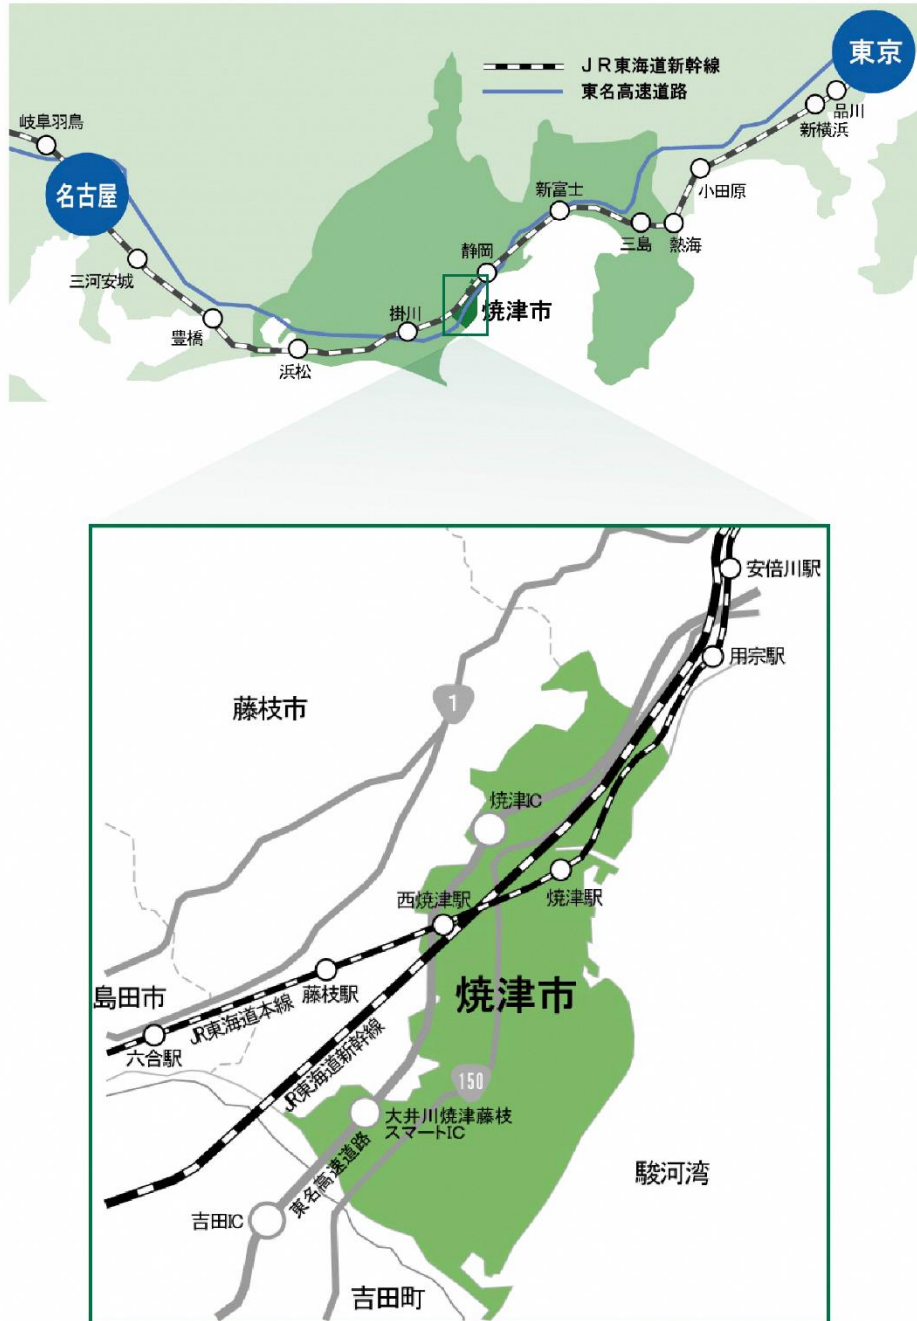 東京
JR東海道新幹線
東名高速道路
品川
新横浜
岐阜羽島
小田原
名古屋
新富士
三島
熱海
静岡
三河安城
焼津市
掛川
豊橋
浜松
安倍川駅
用宗駅
藤枝市
1
焼津IC
焼津駅
西焼津駅
焼津市
藤枝駅
島田市
JR東海道本線
六合駅
JR東海道新幹線
150
大井川焼津藤枝
スマートIC
東名高速道路
駿河湾
吉田IC
吉田町